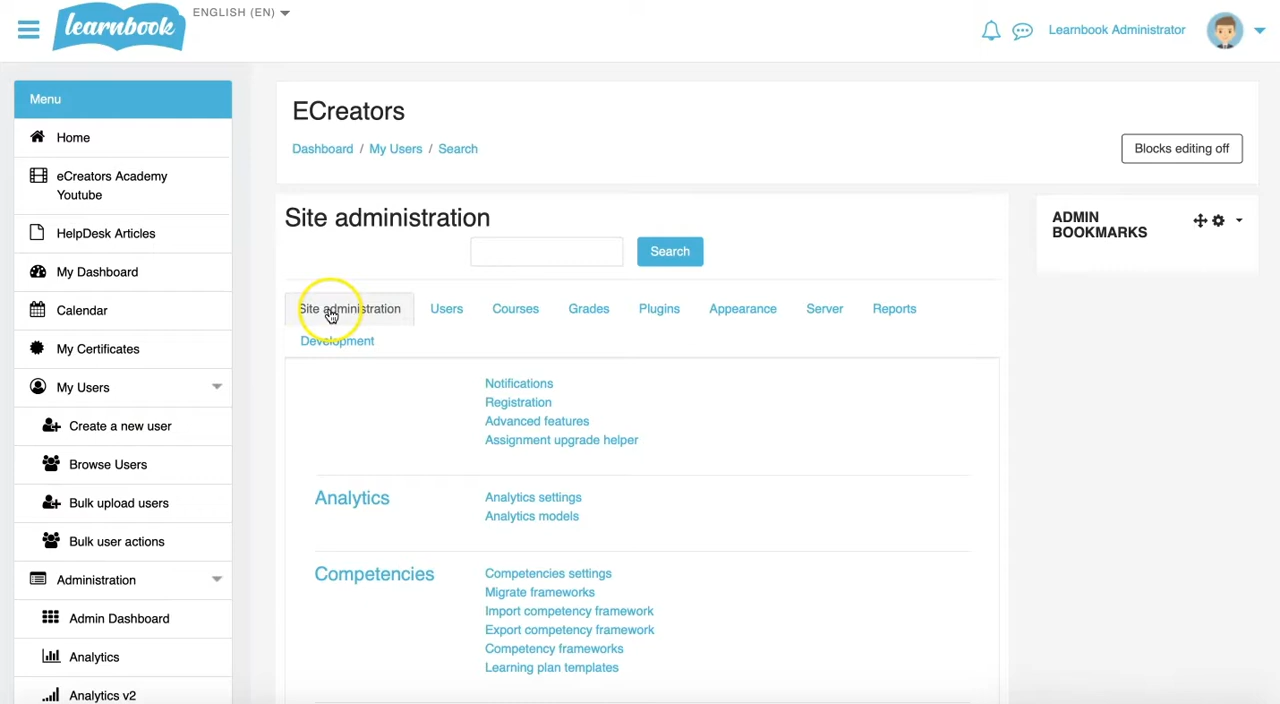 learnbook
ENGLISH (EN)
Learnbook Administrator
Menu
Home
eCreators Academy
Youtube
HelpDesk Articles
My Dashboard
Calendar
My Certificates
My Users
Create a new user
Browse Users
Bulk upload users
Bulk user actions
Administration
Admin Dashboard
Analytics
Analytics v2
ECreators
Dashboard / My Users / Search
Blocks editing off
Site administration
Search
Site administration Users Courses Grades Plugins Appearance Server Reports
Development
Notifications
Registration
Advanced features
Assignment upgrade helper
Analytics
Analytics settings
Analytics models
Competencies
Competencies settings
Migrate frameworks
Import competency framework
Export competency framework
Competency frameworks
Learning plan templates
ADMIN
BOOKMARKS